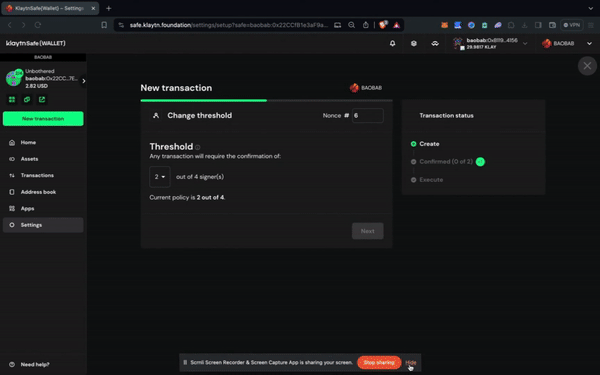 KlaytnSafe{Wallet} – Settings
safe.klaytn.foundation/settings/setup?safe=baobab:0x22CCf91e3aF9a...
VPN
klaytnSafe{WALLET}
baobab:0x8119...4156
29.9817 KLAY
BAOBAB
BAOBAB
Unbothered
baobab:0x22CC...7E...
2.82 USD
New transaction
Home
Assets
Transactions
Address book
Apps
Settings
Need help?
New transaction
BAOBAB
Change threshold
Nonce # 6
Threshold
Any transaction will require the confirmation of:
2 out of 4 signer(s)
Current policy is 2 out of 4.
Next
Transaction status
Create
Confirmed (0 of 2)
Execute
Scrnli Screen Recorder & Screen Capture App is sharing your screen.
Stop sharing
Hide